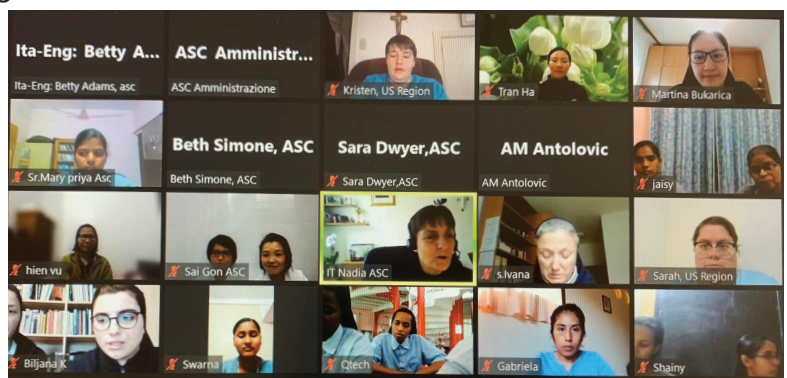 Ita-Eng: Betty A...
Ita-Eng: Betty Adams, asc
ASC Amministr...
ASC Amministrazione
Kristen, US Region
Tran Ha
Martina Bukarica
Sr.Mary priya Asc
Beth Simone, ASC
Beth Simone, ASC
Sara Dwyer,ASC
Sara Dwyer,ASC
AM Antolovic
AM Antolovic
jaisy
hien vu
Sai Gon ASC
IT Nadia ASC
s.Ivana
Sarah, US Region
Biljana K
Swarna
Qtech
Gabriela
Shainy